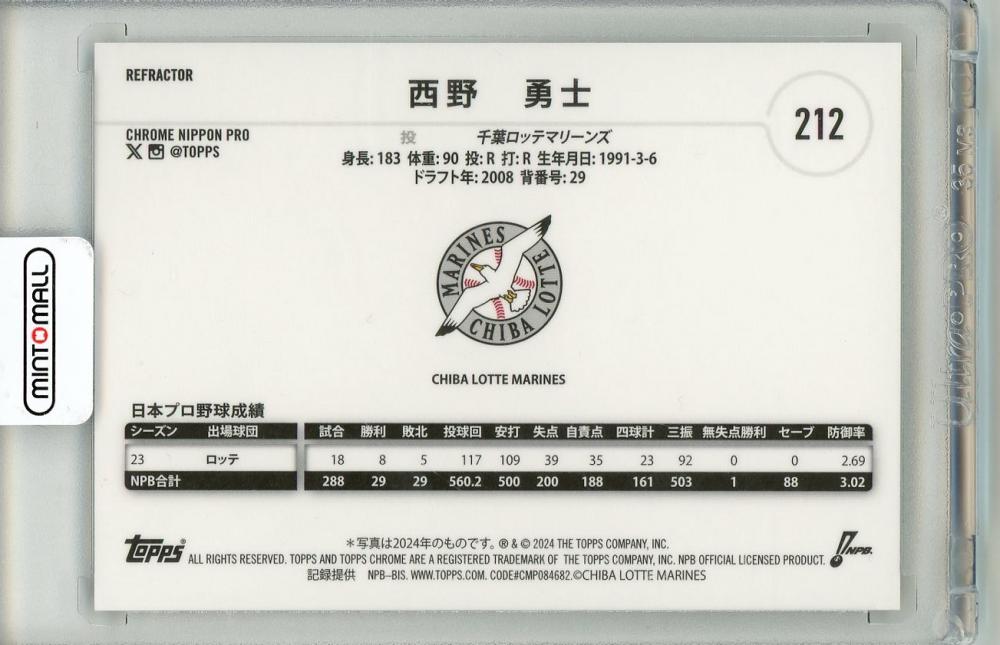 REFRACTOR
西野 勇士
212
CHROME NIPPON PRO
@TOPPS
投 千葉ロッテマリーンズ
身長: 183 体重: 90 投: R 打: R 生年月日: 1991-3-6
ドラフト年: 2008 背番号: 29
MARINES
CHIBA LOTTE
CHIBA LOTTE MARINES
MINTOMALL
日本プロ野球成績
シーズン 出場球団 試合 勝利 敗北 投球回 安打 失点 自責点 四球計 三振 無失点勝利 セーブ 防御率
23 ロッテ 18 8 5 117 109 39 35 23 92 0 0 2.69
NPB合計 288 29 29 560.2 500 200 188 161 503 1 88 3.02
＊写真は2024年のものです。 ® & © 2024 THE TOPPS COMPANY, INC.
TOPPS ALL RIGHTS RESERVED. TOPPS AND TOPPS CHROME ARE A REGISTERED TRADEMARK OF THE TOPPS COMPANY, INC. NPB OFFICIAL LICENSED PRODUCT. NPB.
記録提供 NPB-BIS. WWW.TOPPS.COM. CODE#CMP084682.©CHIBA LOTTE MARINES